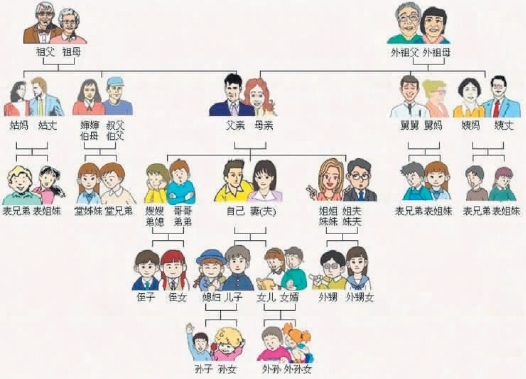 祖父 祖母 外祖父 外祖母
姑妈 姑丈 婶婶 叔父 父亲 母亲 舅舅 舅妈 姨妈 姨丈
伯母 伯父
表兄弟 表姐妹 堂姊妹 堂兄弟 嫂嫂 哥哥 自己 妻(夫) 姐姐 姐夫 表兄弟 表姐妹 表兄弟 表姐妹
弟媳 弟弟 妹妹 妹夫
侄子 侄女 媳妇 儿子 女儿 女婿 外甥 外甥女
孙子 孙女 外孙 外孙女